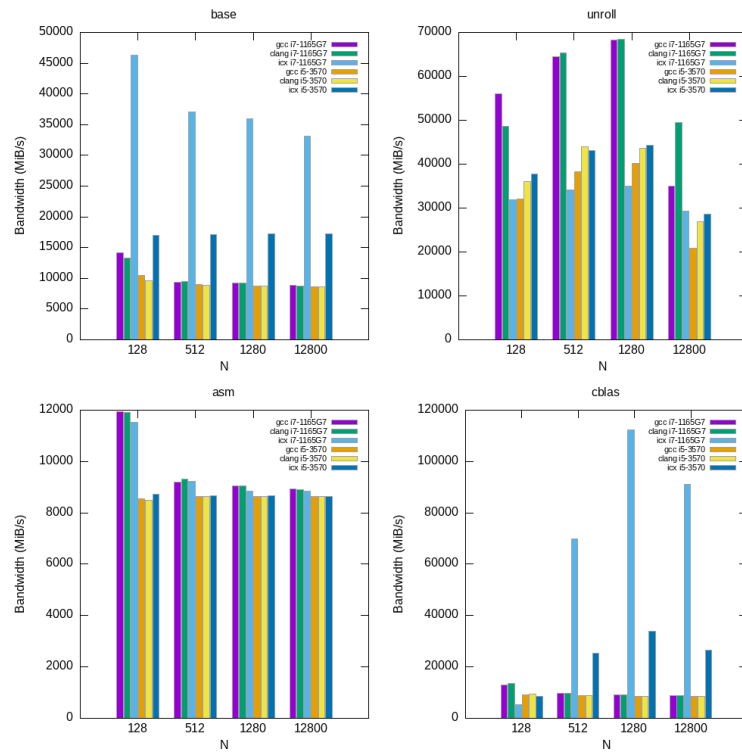 base
50000
45000
40000
35000
30000
25000
20000
15000
10000
5000
0
Bandwidth (MiB/s)
gcc i7-1165G7
clang i7-1165G7
icx i7-1165G7
gcc i5-3570
clang i5-3570
icx i5-3570
128 512 1280 12800
N
unroll
70000
60000
50000
40000
30000
20000
10000
0
Bandwidth (MiB/s)
gcc i7-1165G7
clang i7-1165G7
icx i7-1165G7
gcc i5-3570
clang i5-3570
icx i5-3570
128 512 1280 12800
N
asm
12000
10000
8000
6000
4000
2000
0
Bandwidth (MiB/s)
gcc i7-1165G7
clang i7-1165G7
icx i7-1165G7
gcc i5-3570
clang i5-3570
icx i5-3570
128 512 1280 12800
N
cblas
120000
100000
80000
60000
40000
20000
0
Bandwidth (MiB/s)
gcc i7-1165G7
clang i7-1165G7
icx i7-1165G7
gcc i5-3570
clang i5-3570
icx i5-3570
128 512 1280 12800
N